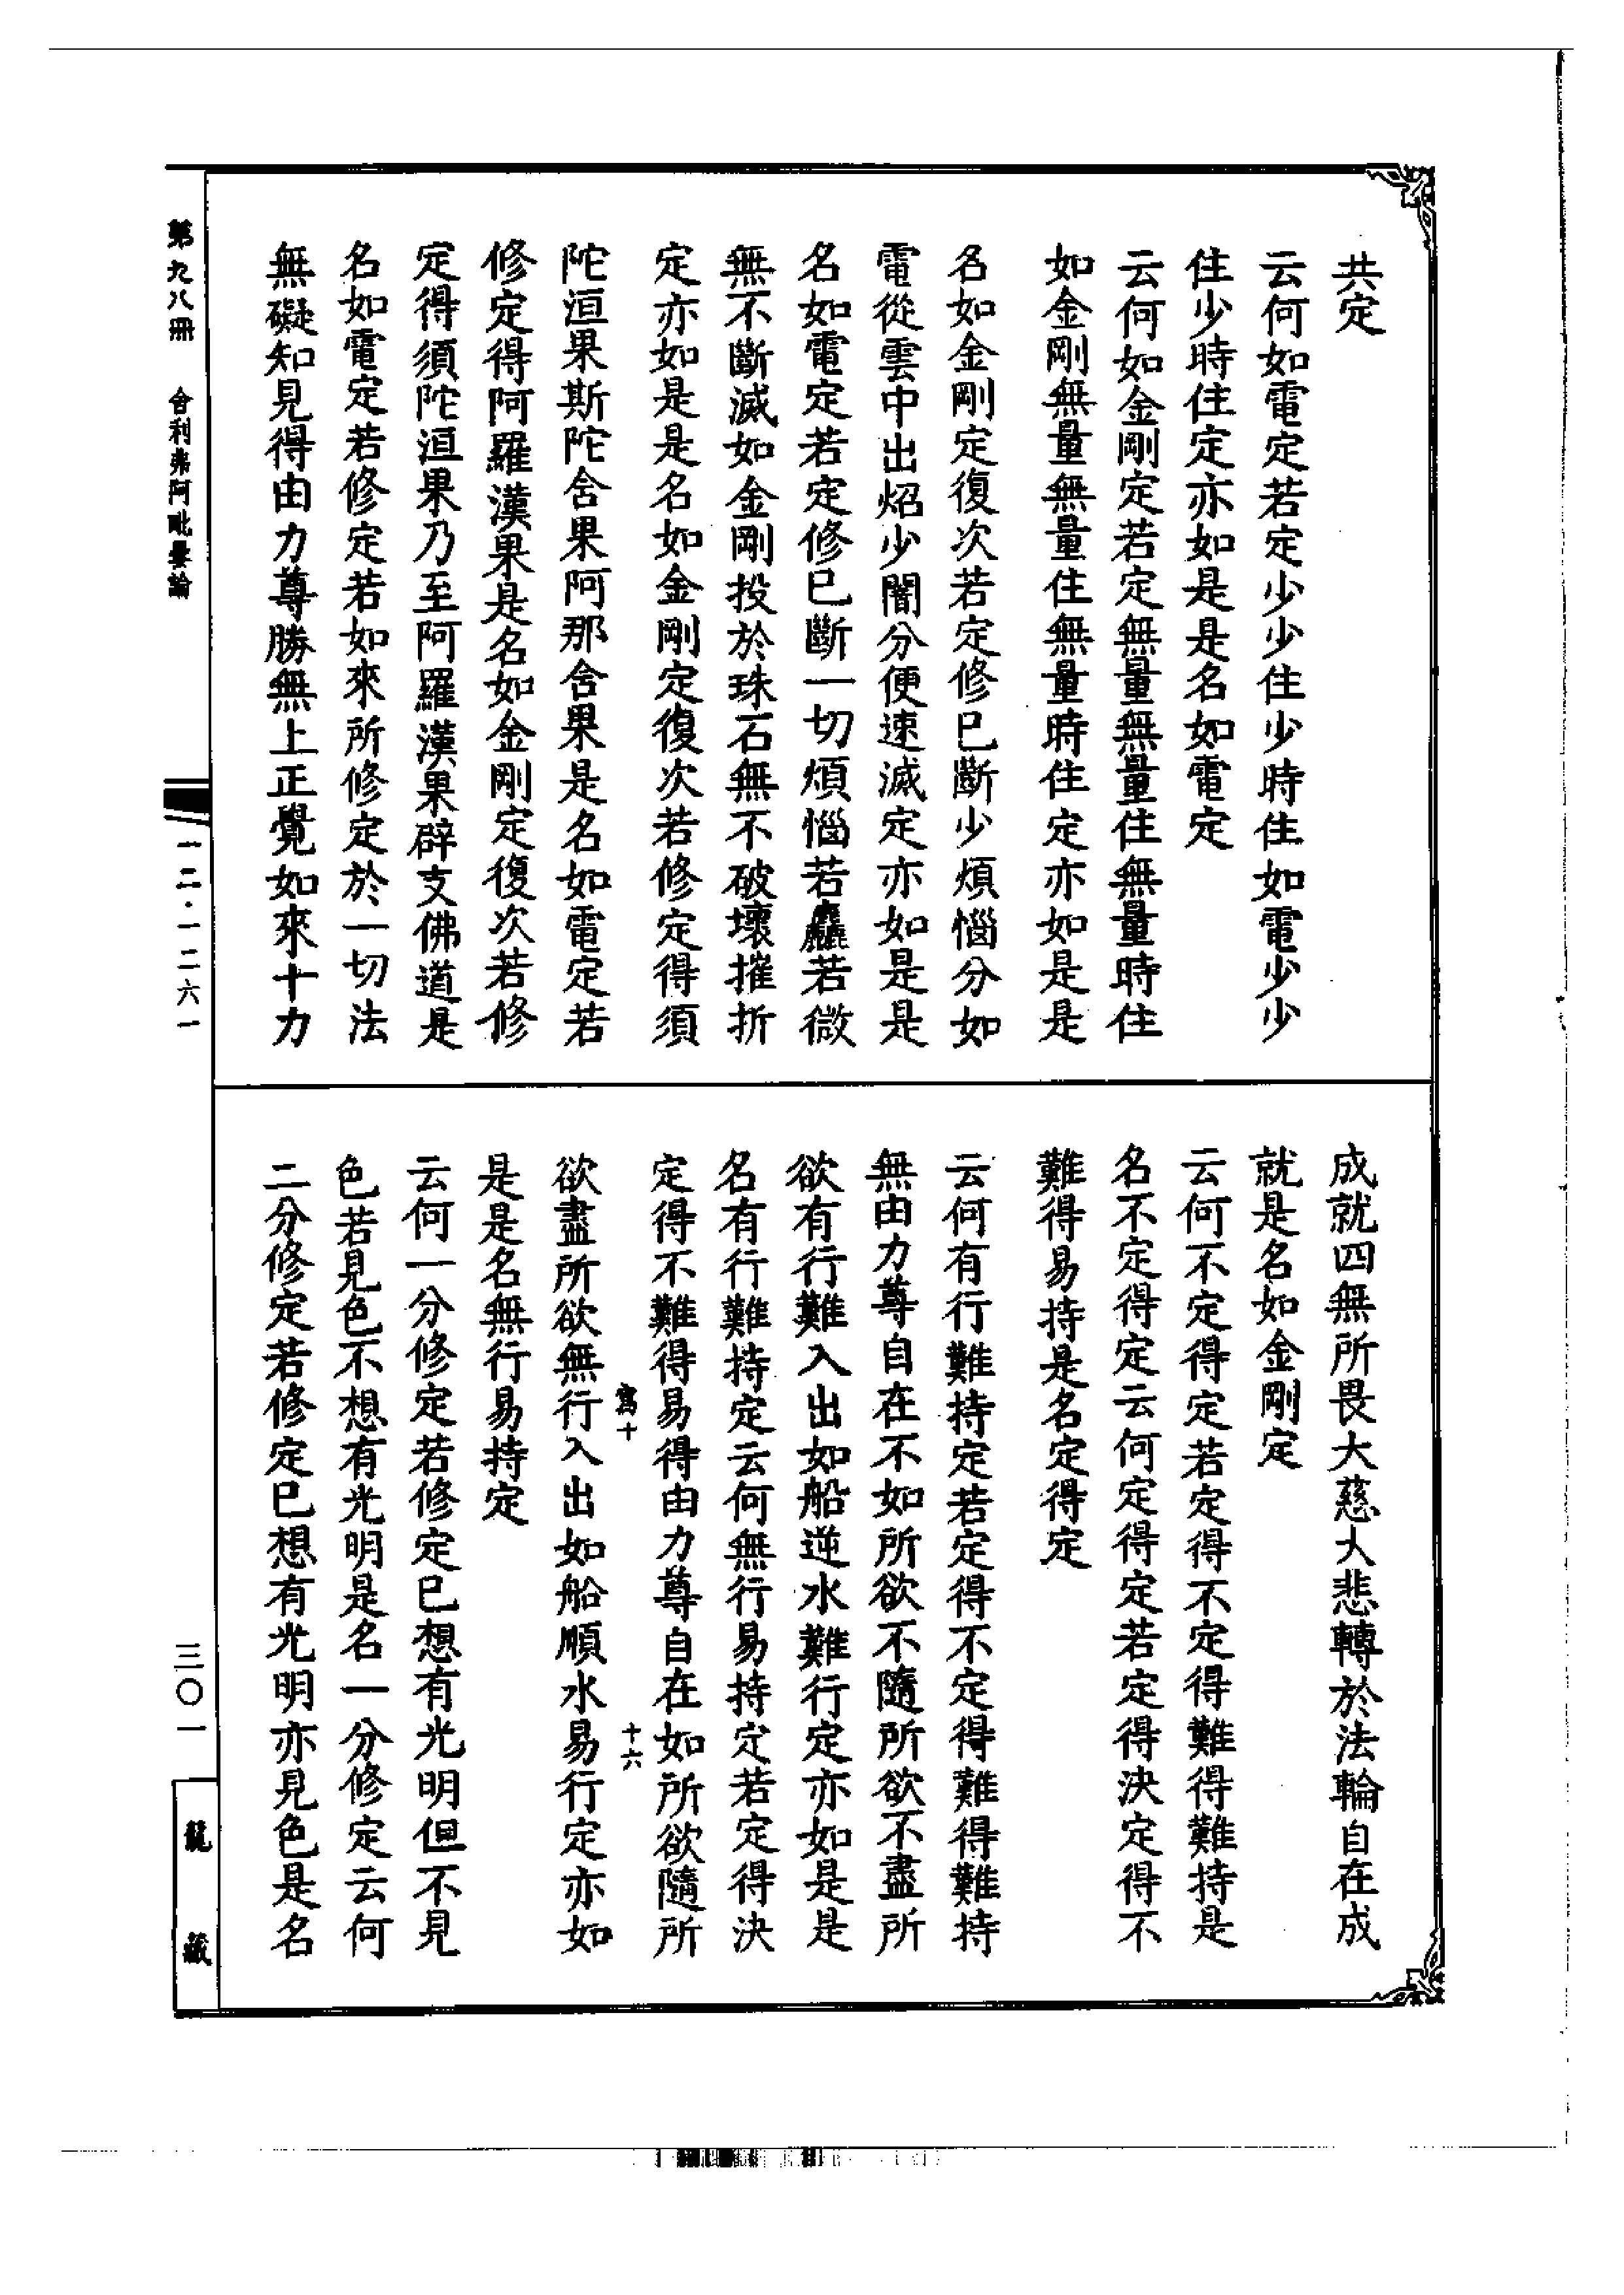 共定
云何如電定若定少少住少時住如電少少
住少時住定亦如是是名如電定
云何如金剛定若定無量無量住無量時住
如金剛無量無量住無量時住定亦如是是
名如金剛定復次若定修已斷少煩惱分如
電從雲中出炤少闇分便速滅定亦如是是
名如電定若定修已斷一切煩惱若麤若微
無不斷滅如金剛投於珠石無不破壞摧折
定亦如是是名如金剛定復次若修定得須
陀洹果斯陀含果阿那含果是名如電定若
修定得阿羅漢果是名如金剛定復次若修
定得須陀洹果乃至阿羅漢果辟支佛道是
名如電定若修定若如來所修定於一切法
無礙知見得由力尊勝無上正覺如來十力
成就四無所畏大慈大悲轉於法輪自在成
就是名如金剛定
云何不定得定若定得不定得難得難持是
名不定得定云何定得定若定得決定得不
難得易持是名定得定
云何有行難持定若定得不定得難得難持
無由力尊自在不如所欲不隨所欲不盡所
欲有行難入出如船逆水難行定亦如是是
名有行難持定云何無行易持定若定得決
定得不難得易得由力尊自在如所欲隨所
寫十
十六
欲盡所欲無行入出如船順水易行定亦如
是是名無行易持定
云何一分修定若修定已想有光明但不見
色若見色不想有光明是名一分修定云何
二分修定若修定已想有光明亦見色是名
第九八冊
舍利弗阿毗曇論
一二·一二六一
三〇一
龍藏